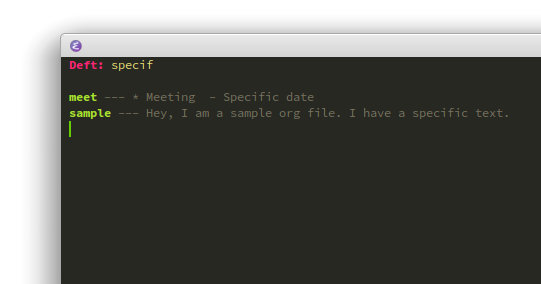 Deft: specif
meet --- * Meeting  - Specific date
sample --- Hey, I am a sample org file. I have a specific text.